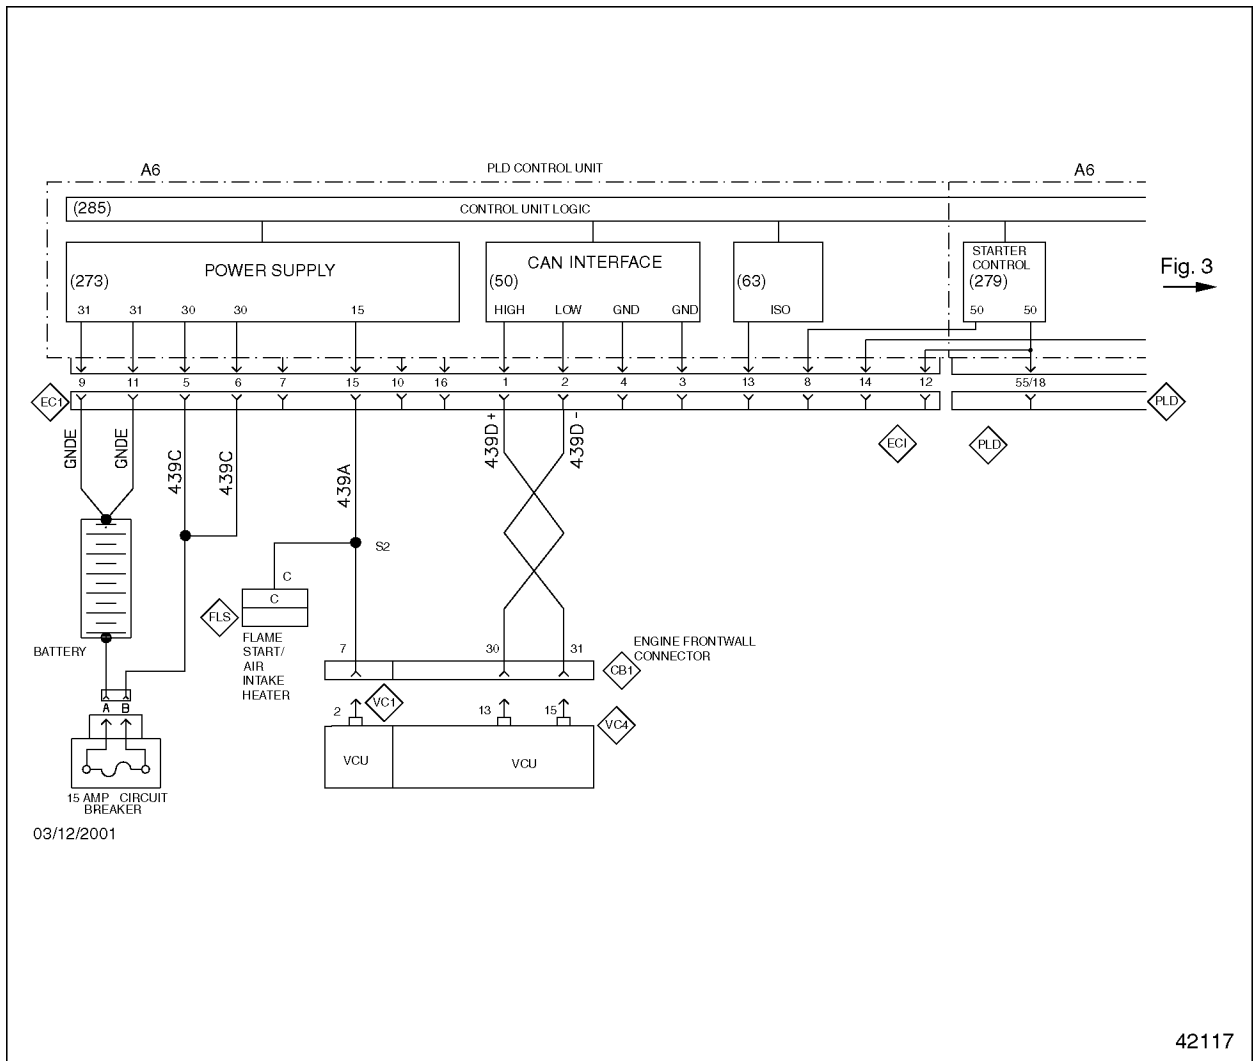 A6 PLD CONTROL UNIT A6
(285) CONTROL UNIT LOGIC
POWER SUPPLY
(273)
31 31 30 30 15
CAN INTERFACE
(50)
HIGH LOW GND GND
(63)
ISO
STARTER
CONTROL
(279)
50 50
Fig. 3
9 11 5 6 7 15 10 16 1 2 4 3 13 8 14 12 55/18
EC1
PLD
ECI
PLD
GNDE
GNDE
439C
439C
439A
439D +
439D -
S2
C
C
FLS
FLAME
START/
AIR
INTAKE
HEATER
BATTERY
A B
15 AMP CIRCUIT
BREAKER
7 30 31
ENGINE FRONTWALL
CONNECTOR
CB1
VC1
2 13 15
VC4
VCU VCU
03/12/2001
42117